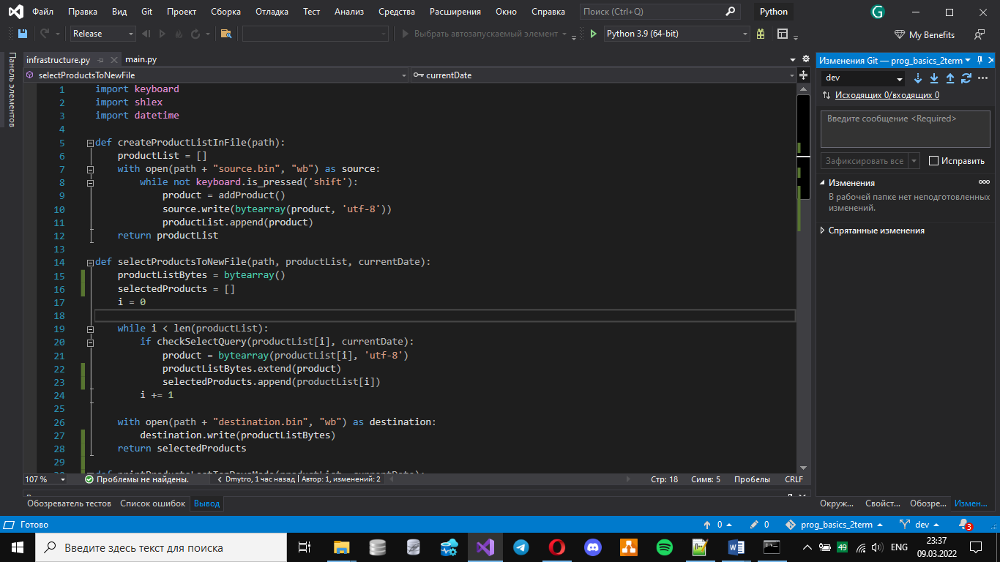 Файл Правка Вид Git Проект Сборка Отладка Тест Анализ Средства Расширения Окно Справка Поиск (Ctrl+Q) Python G
Release Выбрать автозапускаемый элемент Python 3.9 (64-bit) My Benefits
Панель элементов
infrastructure.py main.py
selectProductsToNewFile currentDate
1 import keyboard
2 import shlex
3 import datetime
4
5 def createProductListInFile(path):
6 productList = []
7 with open(path + "source.bin", "wb") as source:
8 while not keyboard.is_pressed('shift'):
9 product = addProduct()
10 source.write(bytearray(product, 'utf-8'))
11 productList.append(product)
12 return productList
13
14 def selectProductsToNewFile(path, productList, currentDate):
15 productListBytes = bytearray()
16 selectedProducts = []
17 i = 0
18
19 while i < len(productList):
20 if checkSelectQuery(productList[i], currentDate):
21 product = bytearray(productList[i], 'utf-8')
22 productListBytes.extend(product)
23 selectedProducts.append(productList[i])
24 i += 1
25
26 with open(path + "destination.bin", "wb") as destination:
27 destination.write(productListBytes)
28 return selectedProducts
29
107 % Проблемы не найдены. Dmytro, 1 час назад | Автор: 1, изменений: 2 Стр: 18 Симв: 5 Пробелы CRLF
Обозреватель тестов Список ошибок Вывод
Изменения Git — prog_basics_2term
dev
Исходящих 0/входящих 0
Введите сообщение <Required>
Зафиксировать все Исправить
Изменения
В рабочей папке нет неподготовленных
изменений.
Спрятанные изменения
Окруж... Свойст... Обозре... Измен...
Готово 0 0 prog_basics_2term dev 3
Введите здесь текст для поиска 49 ENG 23:37
09.03.2022